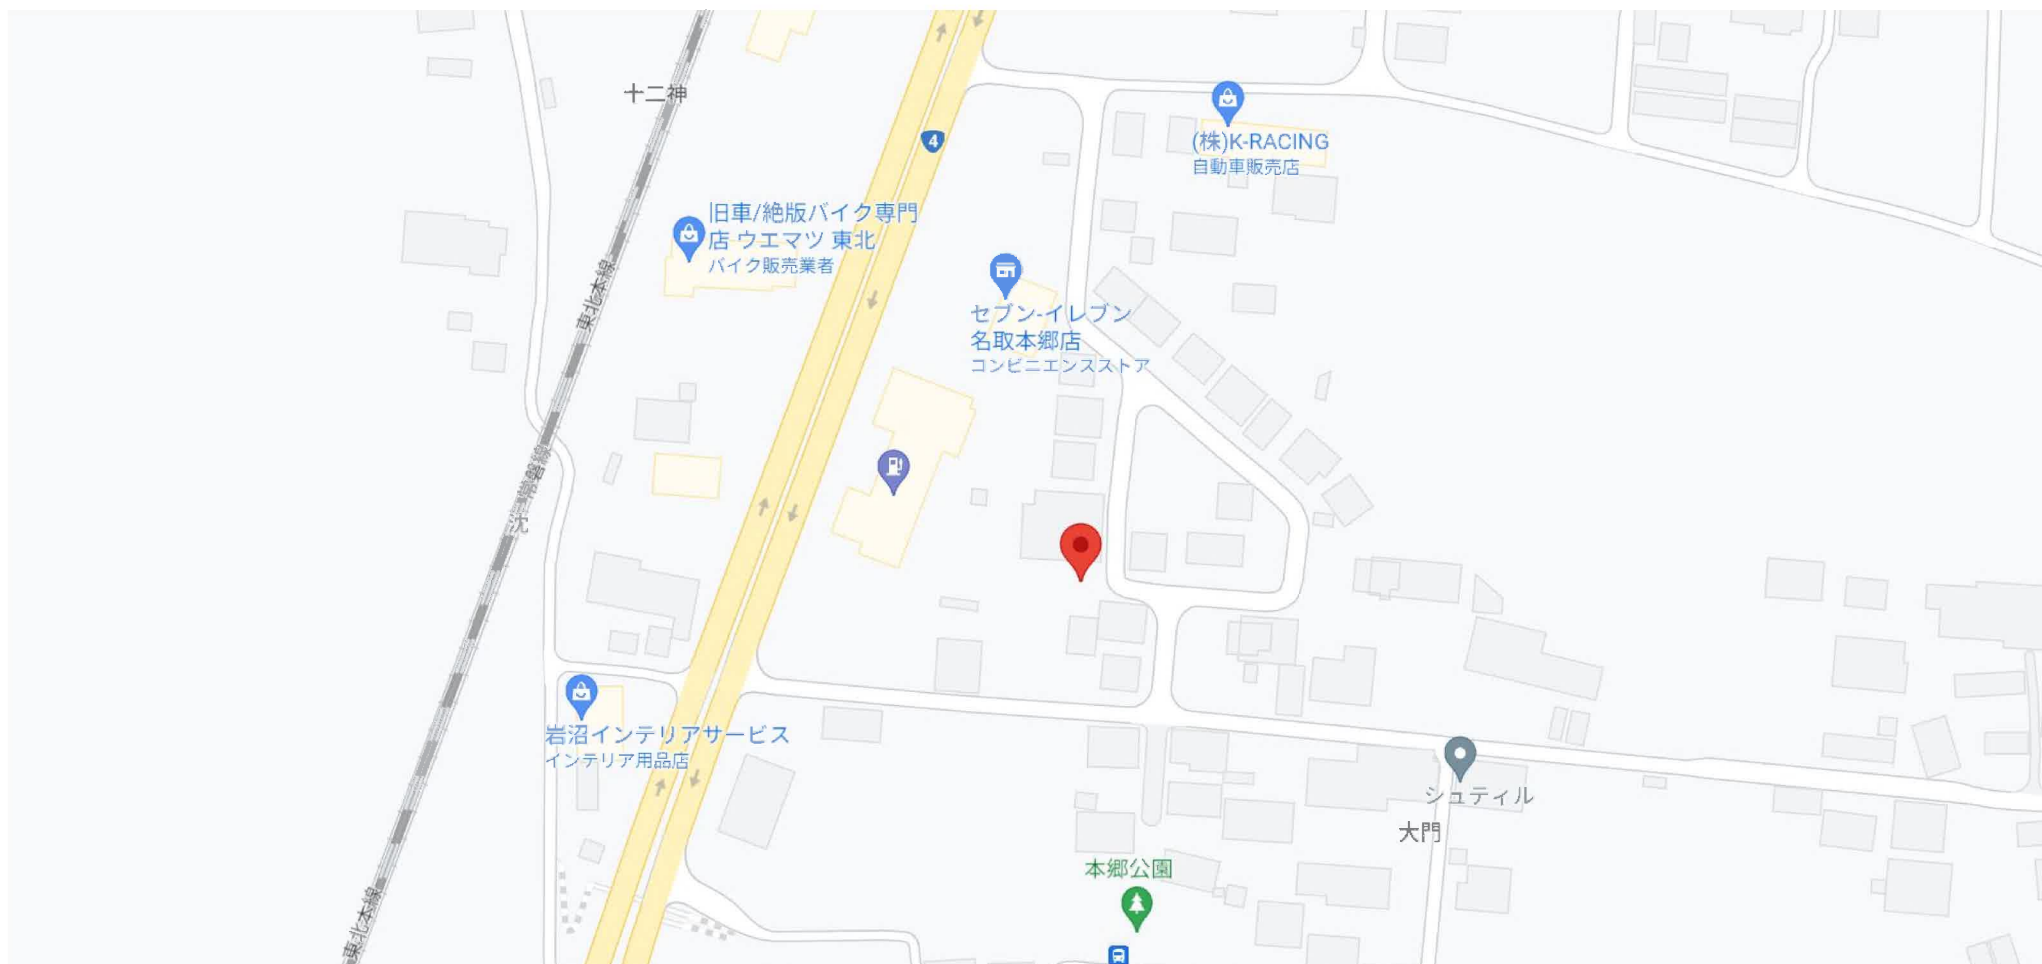 十二神
4
(株)K-RACING
自動車販売店
旧車/絶版バイク専門
店 ウエマツ 東北
バイク販売業者
東北本線
セブン-イレブン
名取本郷店
コンビニエンスストア
常磐線
沈
岩沼インテリアサービス
インテリア用品店
シュティル
大門
本郷公園
東北本線